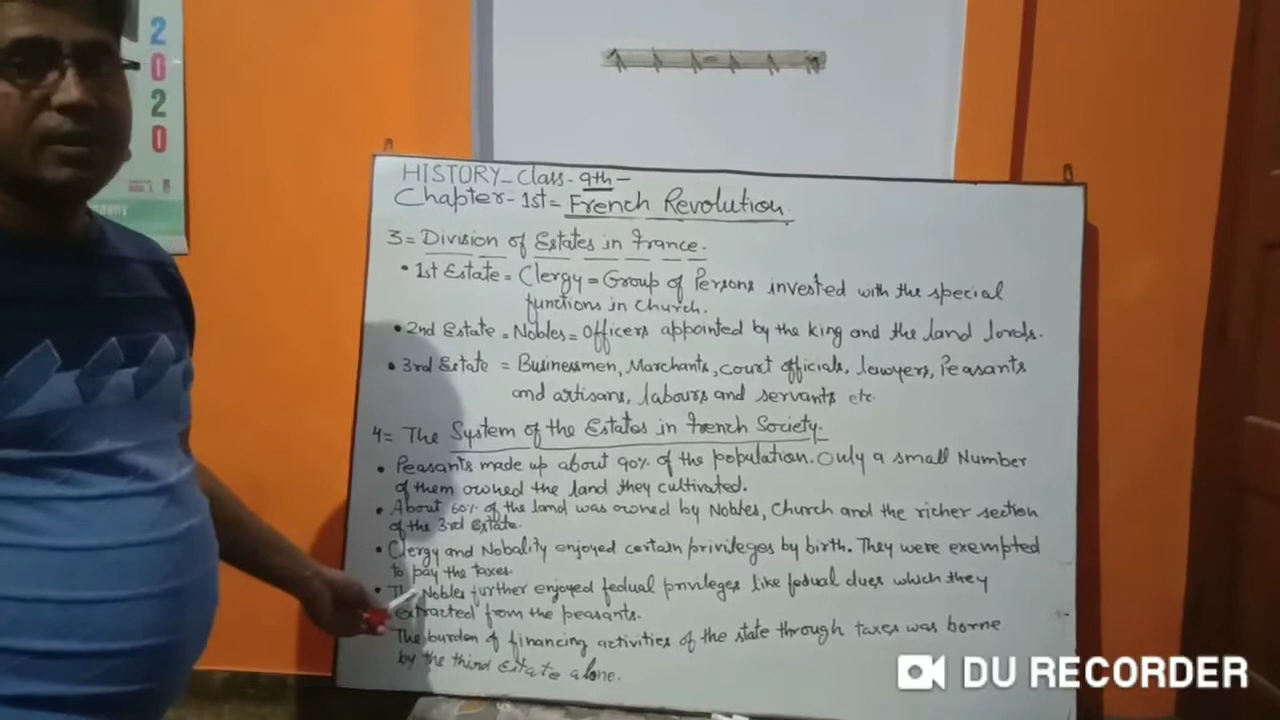 2
0
2
0
HISTORY-Class-9th-
Chapter-1st= French Revolution.
3= Division of Estates in France.
• 1st Estate = Clergy = Group of Persons invested with the special
functions in church.
• 2nd Estate = Nobles = Officers appointed by the king and the land lords.
• 3rd Estate = Businessmen, Marchants, court officials, lawyers, Peasants
and artisans, labours and servants etc.
4= The System of the Estates in French Society.
• Peasants made up about 90% of the population. Only a small Number
of them owned the land they cultivated.
• About 60% of the land was owned by Nobles, Church and the richer section
of the 3rd Estate.
• Clergy and Nobality enjoyed certain privileges by birth. They were exempted
to pay the taxes.
• The Nobles further enjoyed fedual privileges like fedual dues which they
extracted from the peasants.
The burden of financing activities of the state through taxes was borne
by the third Estate alone.
DU RECORDER